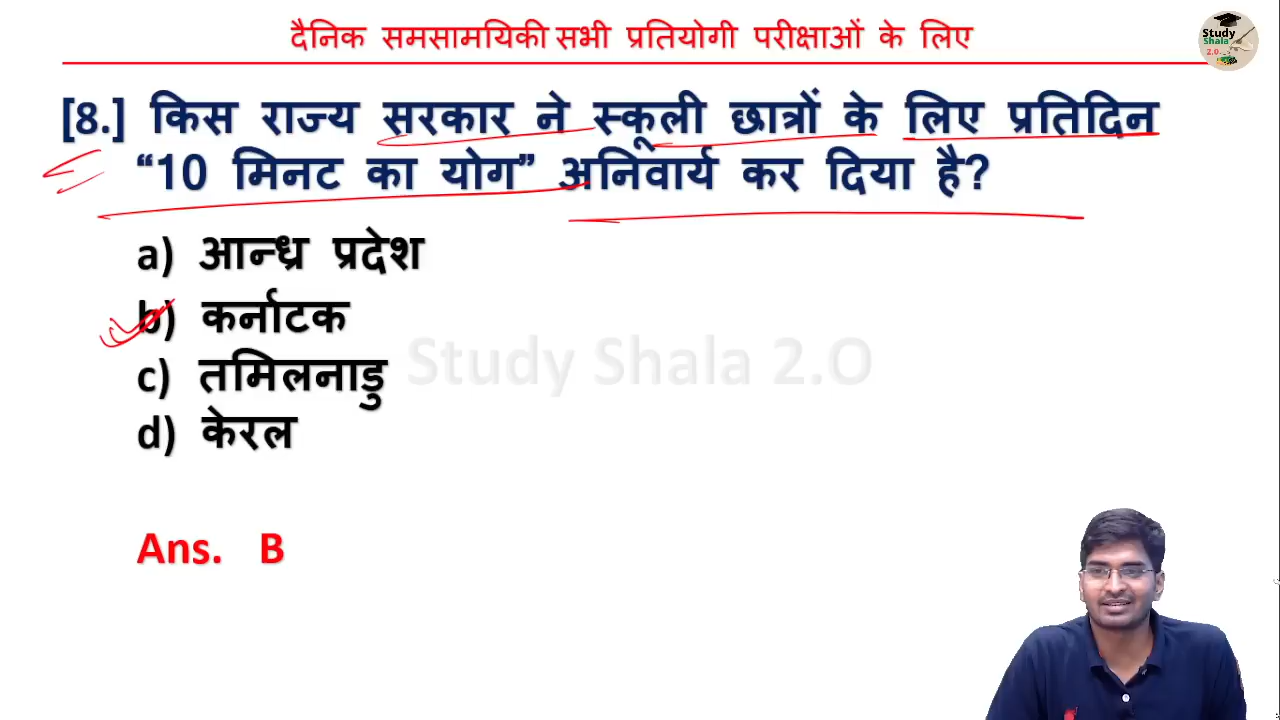 दैनिक समसामयिकी सभी प्रतियोगी परीक्षाओं के लिए
Study
Shala
2.0
[8.] किस राज्य सरकार ने स्कूली छात्रों के लिए प्रतिदिन
“10 मिनट का योग” अनिवार्य कर दिया है?
a) आन्ध्र प्रदेश
b) कर्नाटक
Study Shala 2.O
c) तमिलनाडु
d) केरल
Ans. B